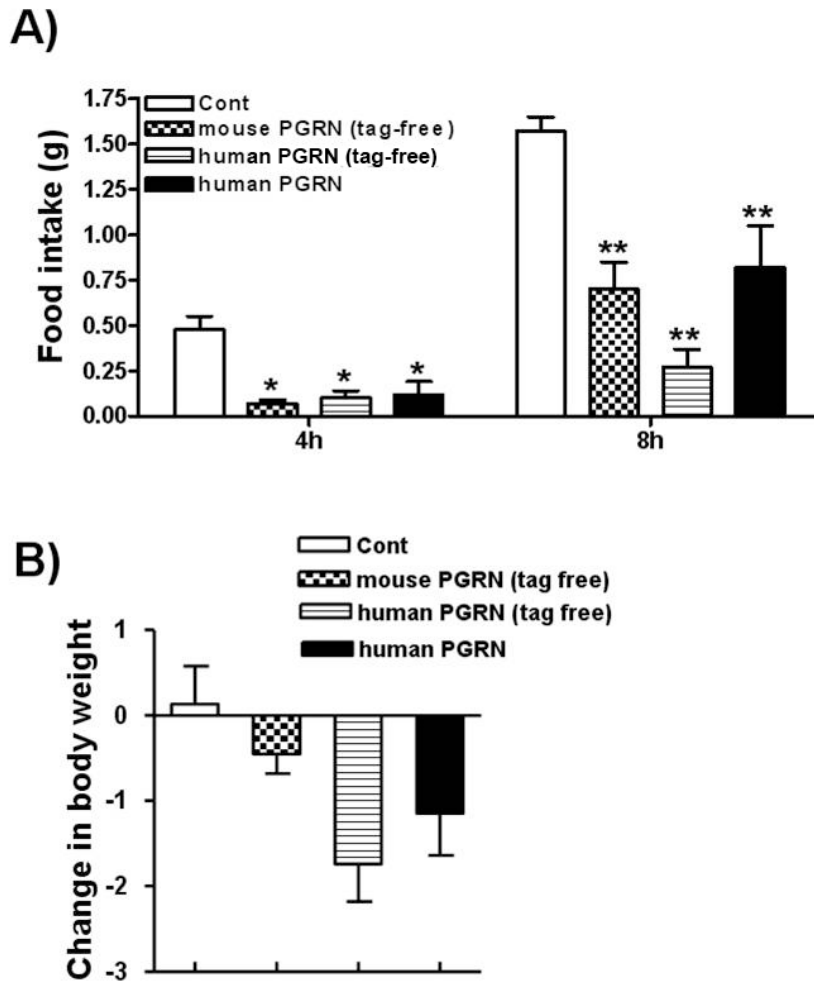 A)
Food intake (g)
1.75
1.50
1.25
1.00
0.75
0.50
0.25
0.00
Cont
mouse PGRN (tag-free)
human PGRN (tag-free)
human PGRN
*
*
*
**
**
**
4h
8h
B)
Cont
mouse PGRN (tag free)
human PGRN (tag free)
human PGRN
Change in body weight
1
0
-1
-2
-3